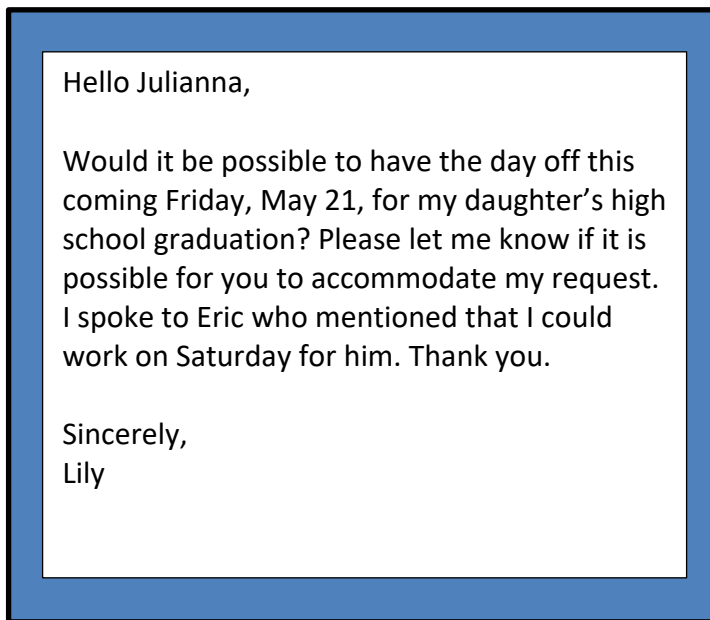 Hello Julianna,
Would it be possible to have the day off this
coming Friday, May 21, for my daughter’s high
school graduation? Please let me know if it is
possible for you to accommodate my request.
I spoke to Eric who mentioned that I could
work on Saturday for him. Thank you.
Sincerely,
Lily